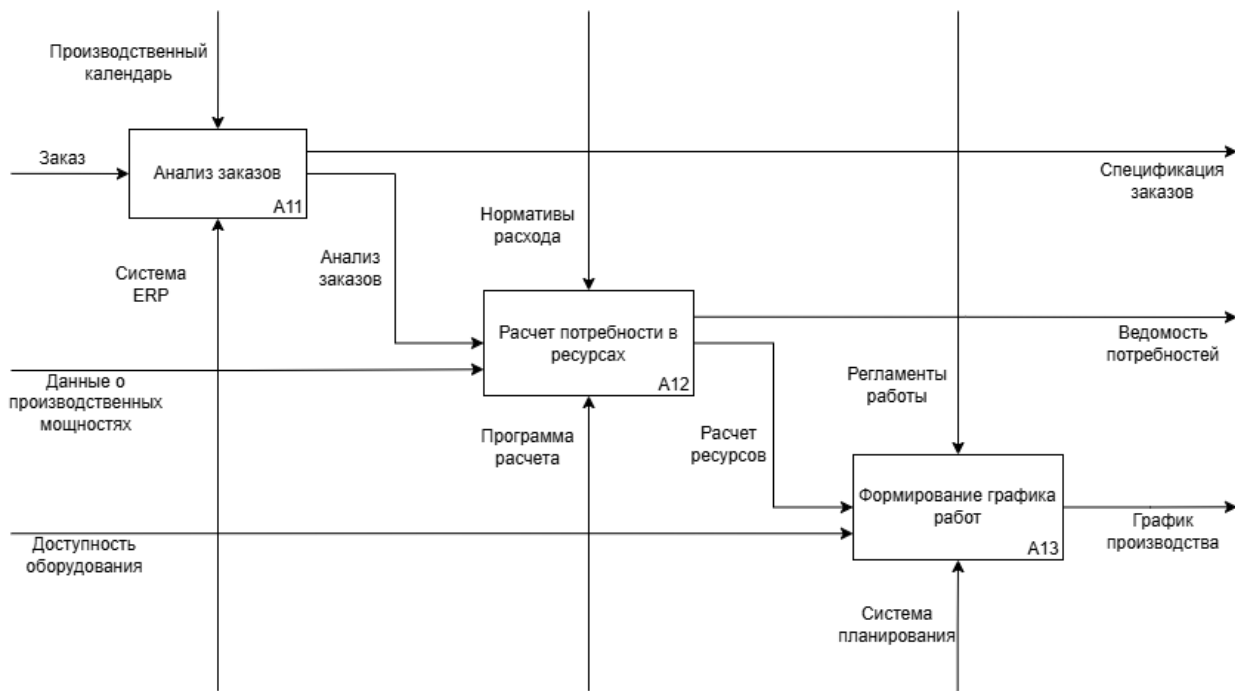 Производственный
календарь
Заказ
Анализ заказов
A11
Спецификация
заказов
Нормативы
расхода
Анализ
заказов
Система
ERP
Расчет потребности в
ресурсах
A12
Ведомость
потребностей
Данные о
производственных
мощностях
Регламенты
работы
Программа
расчета
Расчет
ресурсов
Формирование графика
работ
A13
График
производства
Доступность
оборудования
Система
планирования